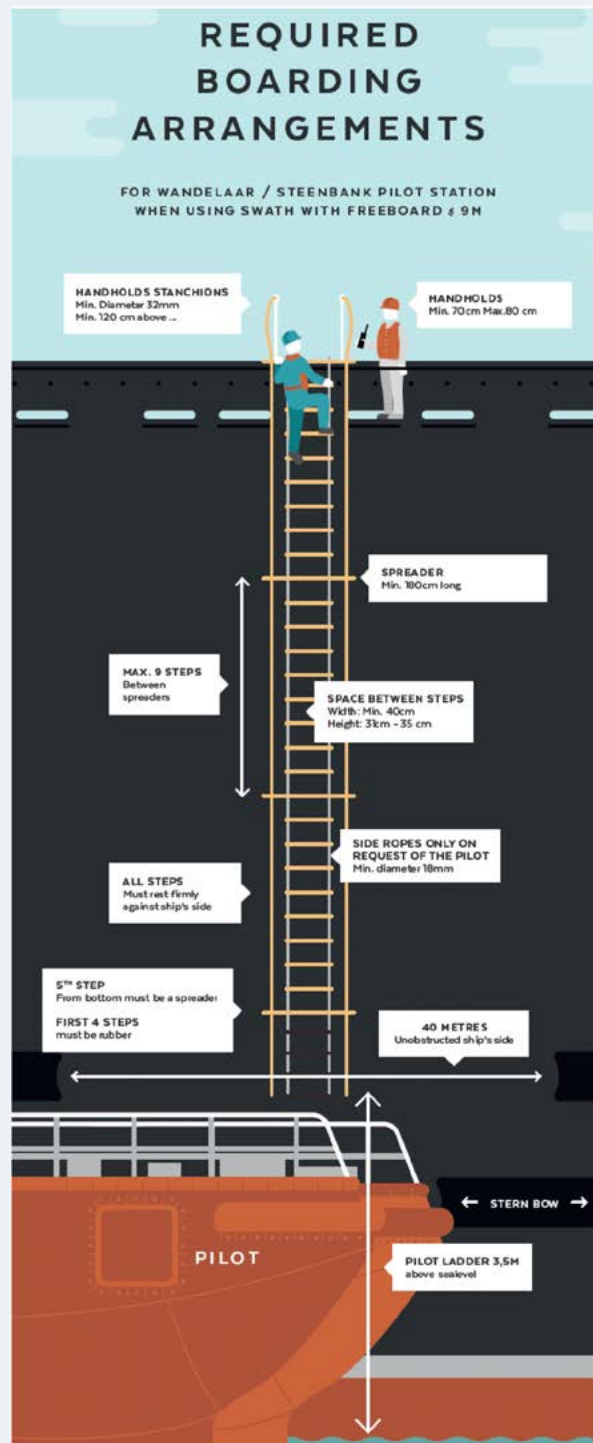 REQUIRED
BOARDING
ARRANGEMENTS
FOR WANDELAAR / STEENBANK PILOT STATION
WHEN USING SWATH WITH FREEBOARD ≤ 9M
HANDHOLDS STANCHIONS
Min. Diameter 32mm
Min. 120 cm above ...
HANDHOLDS
Min. 70cm Max.80 cm
SPREADER
Min. 180cm long
MAX. 9 STEPS
Between
spreaders
SPACE BETWEEN STEPS
Width: Min. 40cm
Height: 31cm - 35 cm
SIDE ROPES ONLY ON
REQUEST OF THE PILOT
Min. diameter 18mm
ALL STEPS
Must rest firmly
against ship's side
5TH STEP
From bottom must be a spreader
FIRST 4 STEPS
must be rubber
40 METRES
Unobstructed ship's side
STERN BOW
PILOT
PILOT LADDER 3,5M
above sealevel